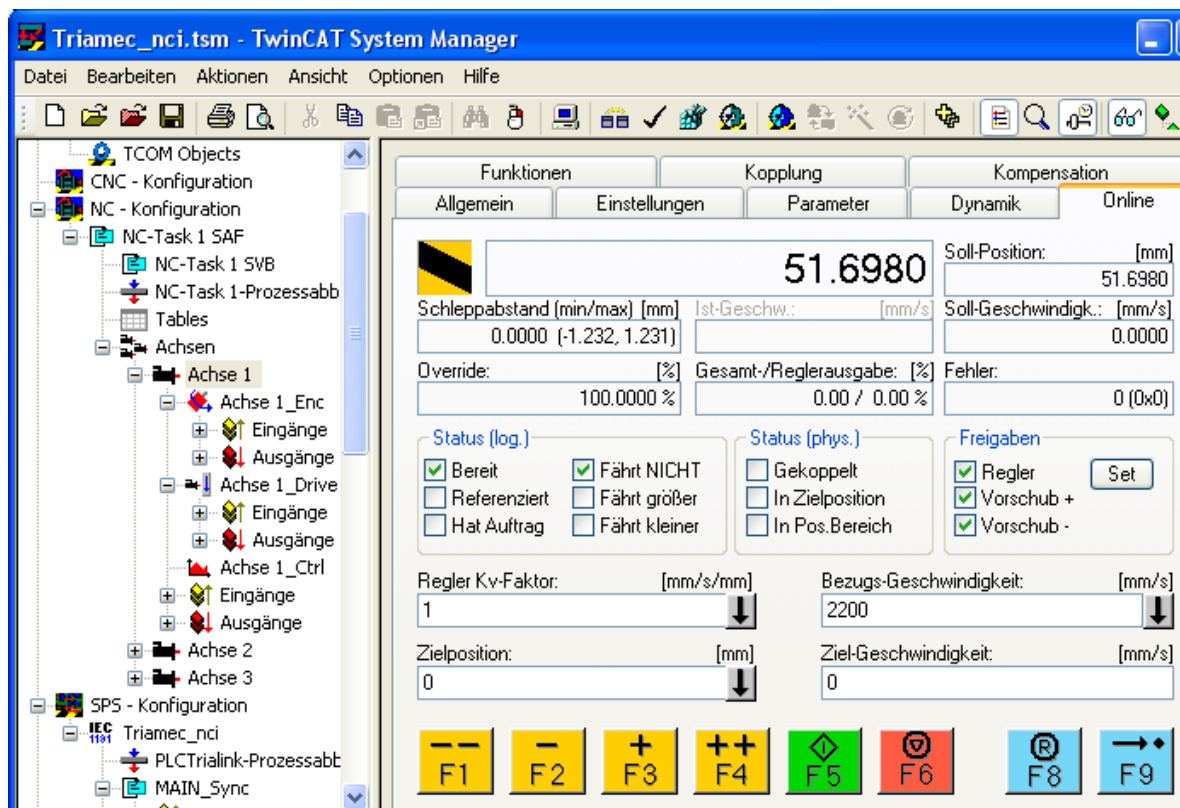 Triamec_nci.tsm - TwinCAT System Manager
Datei Bearbeiten Aktionen Ansicht Optionen Hilfe
TCOM Objects
CNC - Konfiguration
NC - Konfiguration
NC-Task 1 SAF
NC-Task 1 SVB
NC-Task 1-Prozessabb
Tables
Achsen
Achse 1
Achse 1_Enc
Eingänge
Ausgänge
Achse 1_Drive
Eingänge
Ausgänge
Achse 1_Ctrl
Eingänge
Ausgänge
Achse 2
Achse 3
SPS - Konfiguration
IEC 1131 Triamec_nci
PLCTrialink-Prozessabb
MAIN_Sync
Funktionen Kopplung Kompensation
Allgemein Einstellungen Parameter Dynamik Online
51.6980
Soll-Position: [mm]
51.6980
Schleppabstand (min/max) [mm] Ist-Geschw.: [mm/s] Soll-Geschwindigk.: [mm/s]
0.0000 (-1.232, 1.231) 0.0000
Override: [%] Gesamt-/Reglerausgabe: [%] Fehler:
100.0000 % 0.00 / 0.00 % 0 (0x0)
Status (log.) Status (phys.) Freigaben
Bereit Fährt NICHT Gekoppelt Regler Set
Referenziert Fährt größer In Zielposition Vorschub +
Hat Auftrag Fährt kleiner In Pos.Bereich Vorschub -
Regler Kv-Faktor: [mm/s/mm] Bezugs-Geschwindigkeit: [mm/s]
1 2200
Zielposition: [mm] Ziel-Geschwindigkeit: [mm/s]
0 0
-- - + ++ R
F1 F2 F3 F4 F5 F6 F8 F9